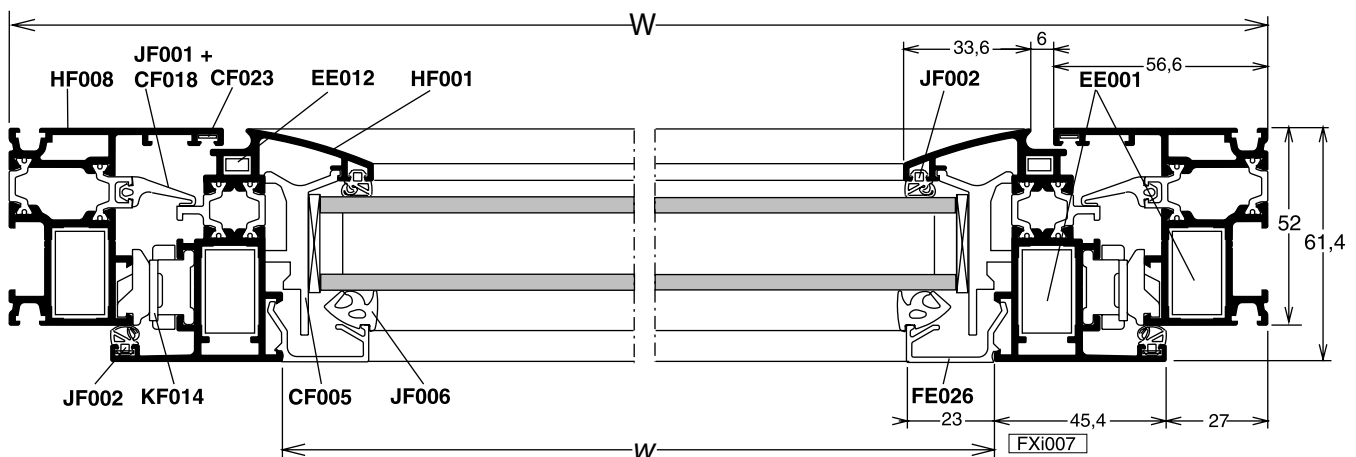 W
JF001 +
CF018
HF008
CF023
EE012
HF001
33,6
6
56,6
JF002
EE001
52
61,4
JF002
KF014
CF005
JF006
FE026
23
45,4
27
w
FXi007